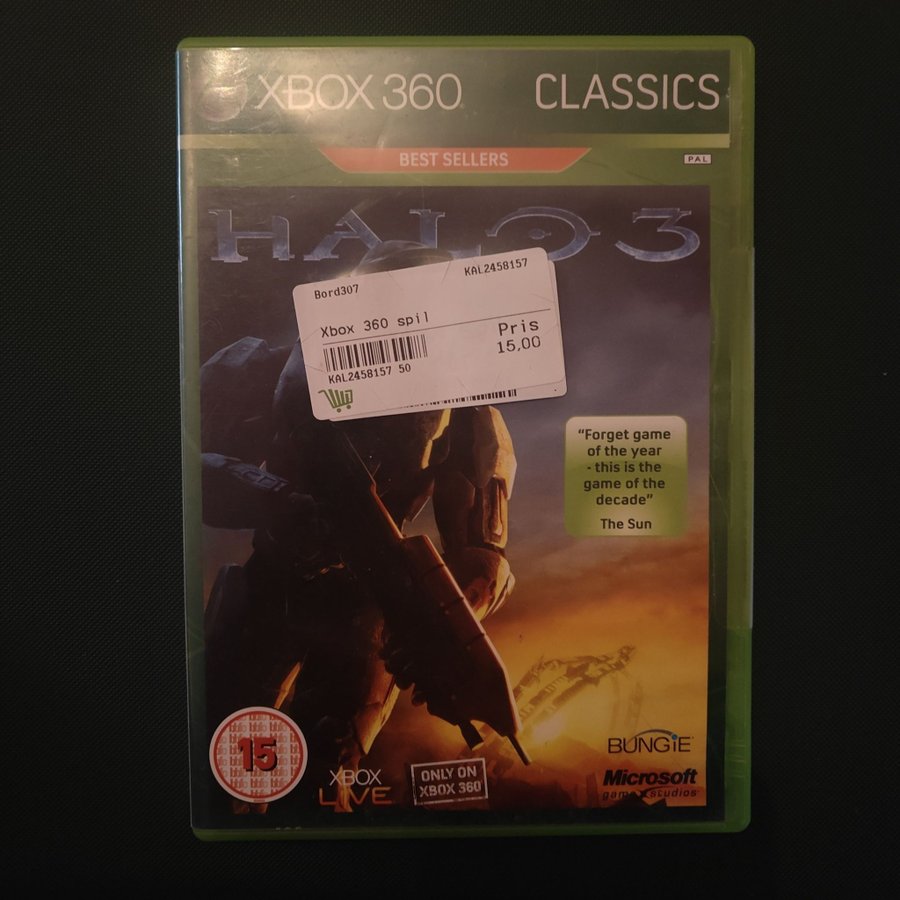 XBOX 360 CLASSICS
BEST SELLERS
PAL
HALO 3
Bord307 KAL2458157
Xbox 360 spil
Pris
15,00
KAL2458157 50
"Forget game
of the year
- this is the
game of the
decade"
The Sun
15
BUNGiE
XBOX
LIVE
ONLY ON
XBOX 360
Microsoft
game studios